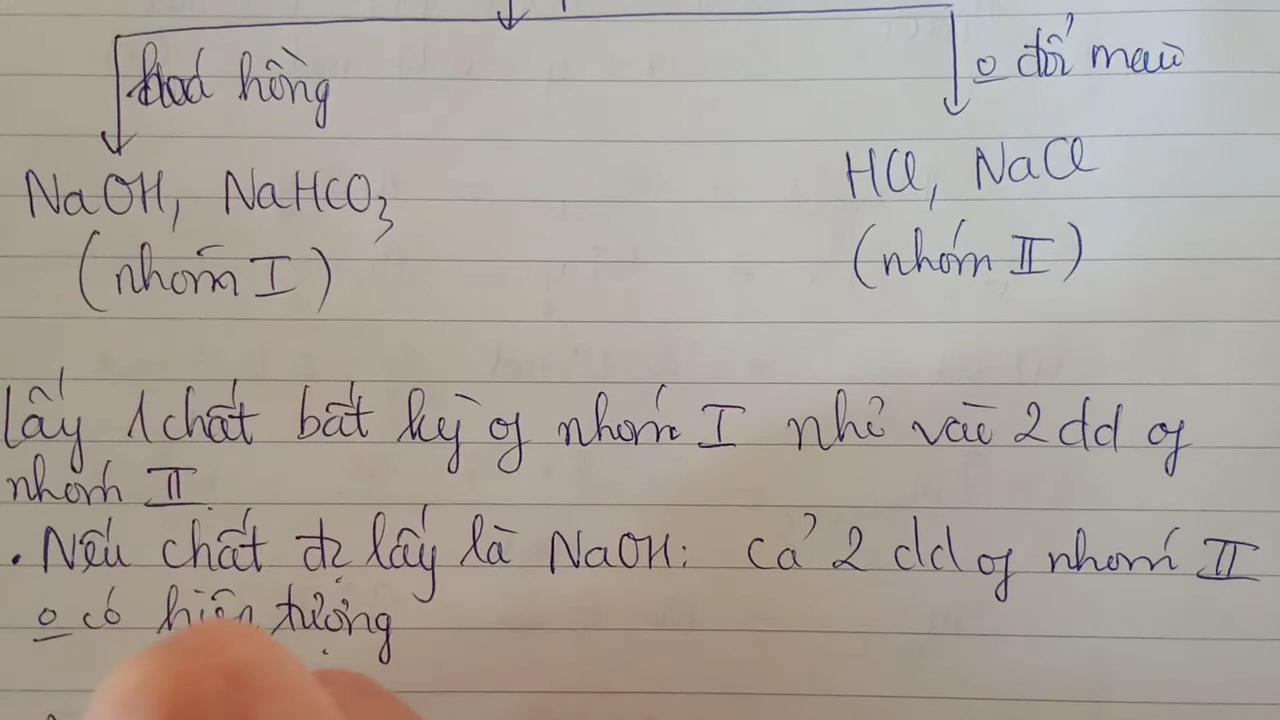 hoá hồng
o đổi màu
NaOH, NaHCO3
HCl, NaCl
(nhóm I)
(nhóm II)
Lấy 1 chất bất kỳ of nhóm I nhỏ vào 2 dd of
nhóm II.
. Nếu chất đc lấy là NaOH: cả 2 dd of nhóm II
o có hiện tượng